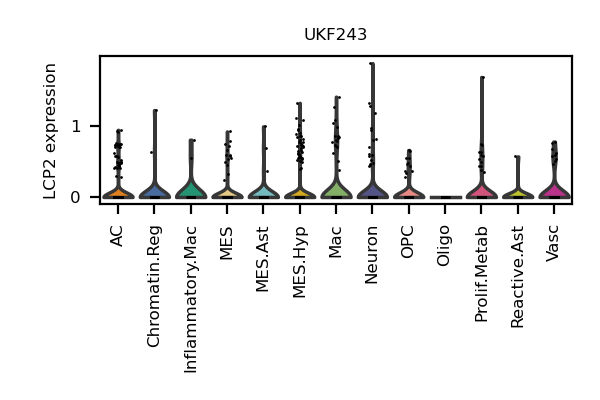 UKF243
LCP2 expression
1
0
AC
Chromatin.Reg
Inflammatory.Mac
MES
MES.Ast
MES.Hyp
Mac
Neuron
OPC
Oligo
Prolif.Metab
Reactive.Ast
Vasc